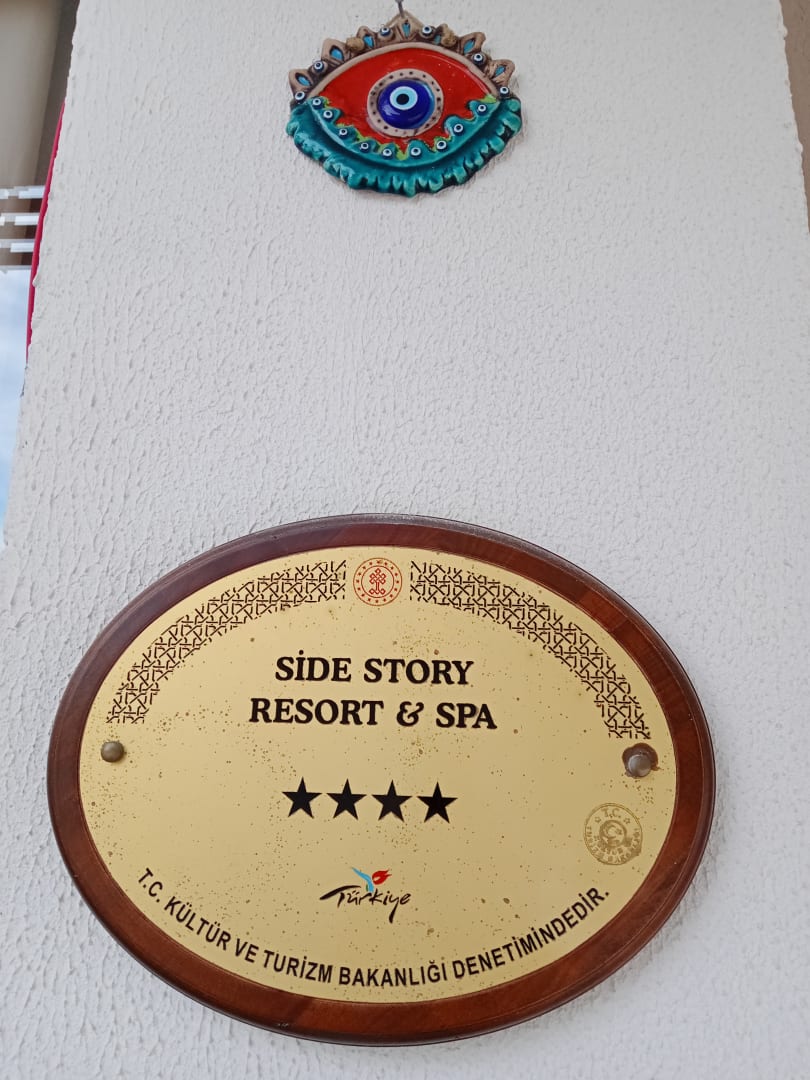 SİDE STORY
RESORT & SPA
Türkiye
T.C. KÜLTÜR VE TURİZM BAKANLIĞI DENETİMİNDEDİR.
T.C.